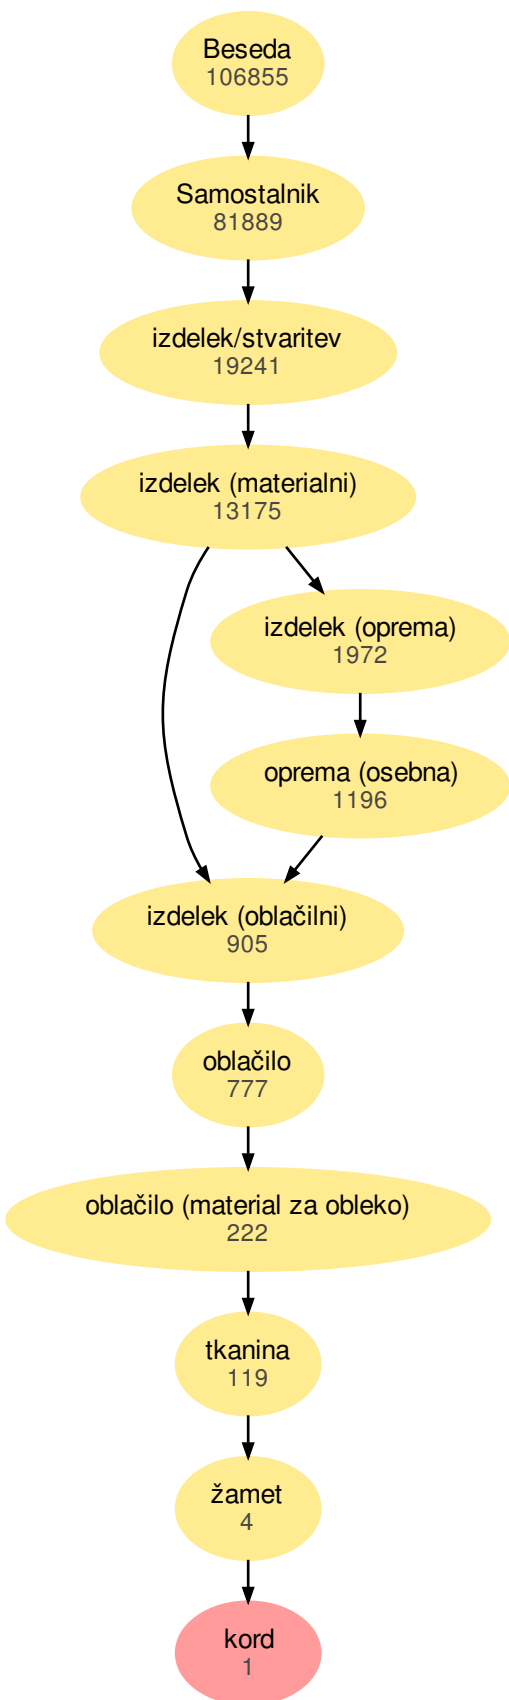 Beseda
106855
Samostalnik
81889
izdelek/stvaritev
19241
izdelek (materialni)
13175
izdelek (oprema)
1972
oprema (osebna)
1196
izdelek (oblačilni)
905
oblačilo
777
oblačilo (material za obleko)
222
tkanina
119
žamet
4
kord
1